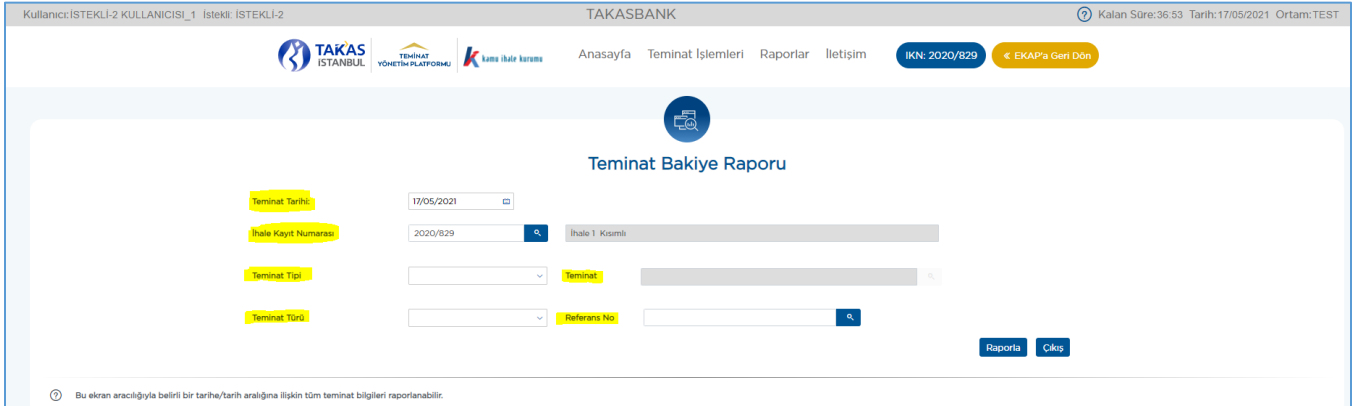 Kullanıcı:İSTEKLİ-2 KULLANICISI_1 İstekli: İSTEKLİ-2 TAKASBANK Kalan Süre:36:53 Tarih:17/05/2021 Ortam:TEST
TAKAS İSTANBUL TEMİNAT YÖNETİM PLATFORMU kamu ihale kurumu Anasayfa Teminat İşlemleri Raporlar İletişim IKN: 2020/829 « EKAP'a Geri Dön
Teminat Bakiye Raporu
Teminat Tarihi: 17/05/2021
İhale Kayıt Numarası 2020/829 İhale 1 Kısımlı
Teminat Tipi Teminat
Teminat Türü Referans No
Raporla Çıkış
? Bu ekran aracılığıyla belirli bir tarihe/tarih aralığına ilişkin tüm teminat bilgileri raporlanabilir.